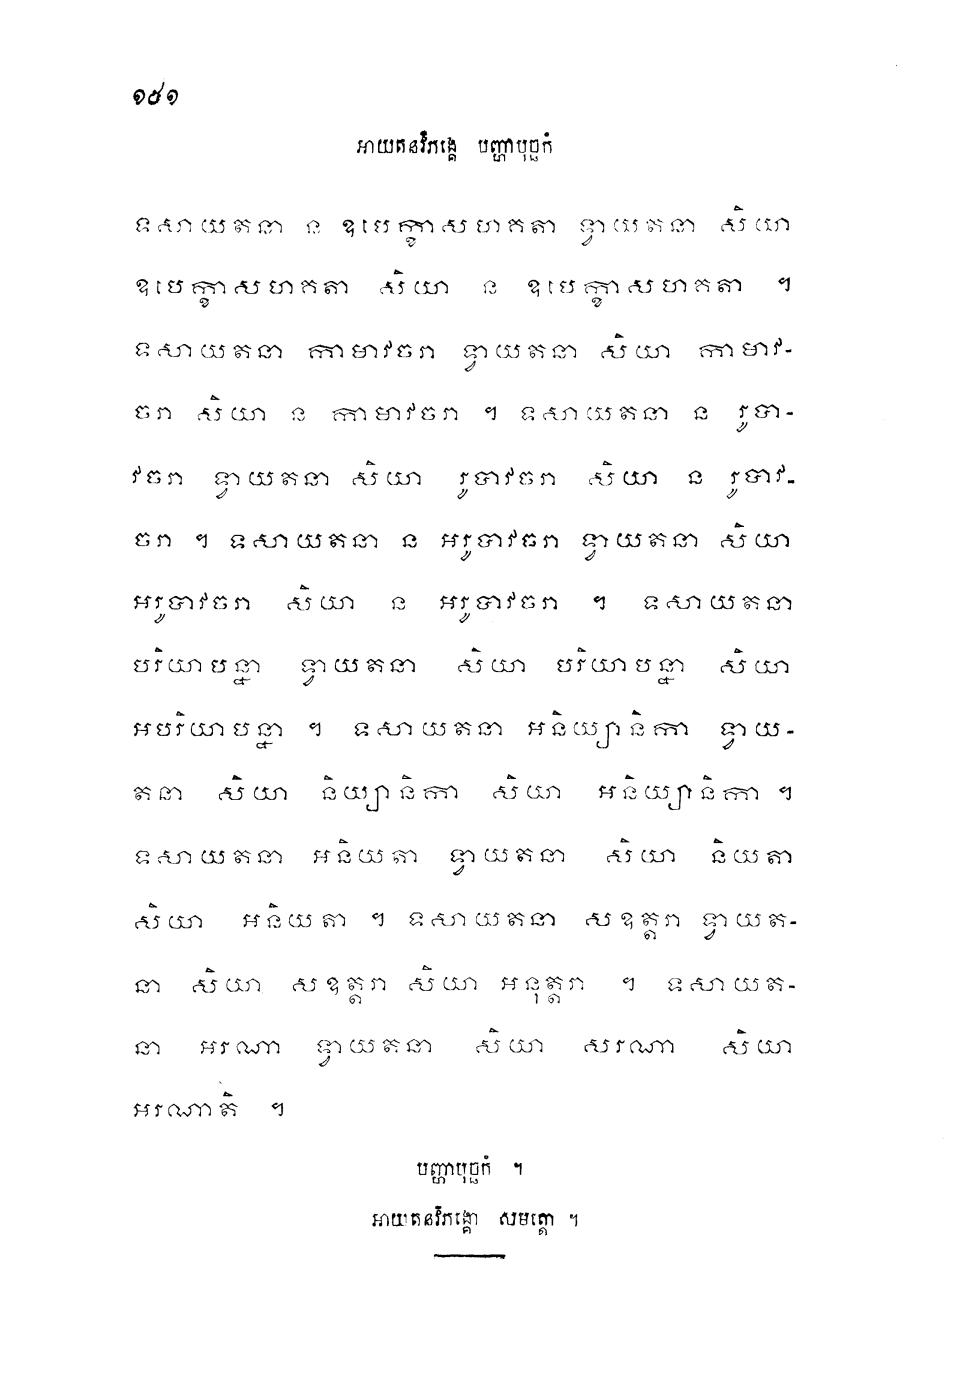 ១៩១
អាយតនវិភង្គេ បញ្ហាបុច្ឆកំ
ទសាយតនា ន ឧបេក្ខាសហគតា ទ្វាយតនា សិយា
ឧបេក្ខាសហគតា សិយា ន ឧបេក្ខាសហគតា ។
ទសាយតនា កាមាវចរា ទ្វាយតនា សិយា កាមាវ-
ចរា សិយា ន កាមាវចរា ។ ទសាយតនា ន រូបា-
វចរា ទ្វាយតនា សិយា រូបាវចរា សិយា ន រូបាវ-
ចរា ។ ទសាយតនា ន អរូបាវចរា ទ្វាយតនា សិយា
អរូបាវចរា សិយា ន អរូបាវចរា ។ ទសាយតនា
បរិយាបន្នា ទ្វាយតនា សិយា បរិយាបន្នា សិយា
អបរិយាបន្នា ។ ទសាយតនា អនិយ្យានិកា ទ្វាយ-
តនា សិយា និយ្យានិកា សិយា អនិយ្យានិកា ។
ទសាយតនា អនិយតា ទ្វាយតនា សិយា និយតា
សិយា អនិយតា ។ ទសាយតនា សឧត្តរា ទ្វាយត-
នា សិយា សឧត្តរា សិយា អនុត្តរា ។ ទសាយត-
នា អរណា ទ្វាយតនា សិយា សរណា សិយា
អរណាតិ ។
បញ្ហាបុច្ឆកំ ។
អាយតនវិភង្គោ សមត្តោ ។